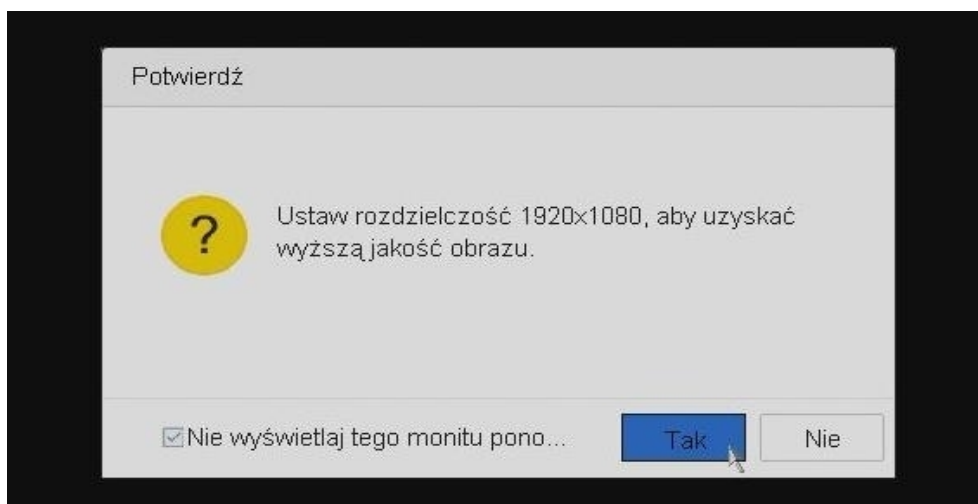 Potwierdź
?
Ustaw rozdzielczość 1920x1080, aby uzyskać
wyższą jakość obrazu.
Nie wyświetlaj tego monitu pono...
Tak
Nie